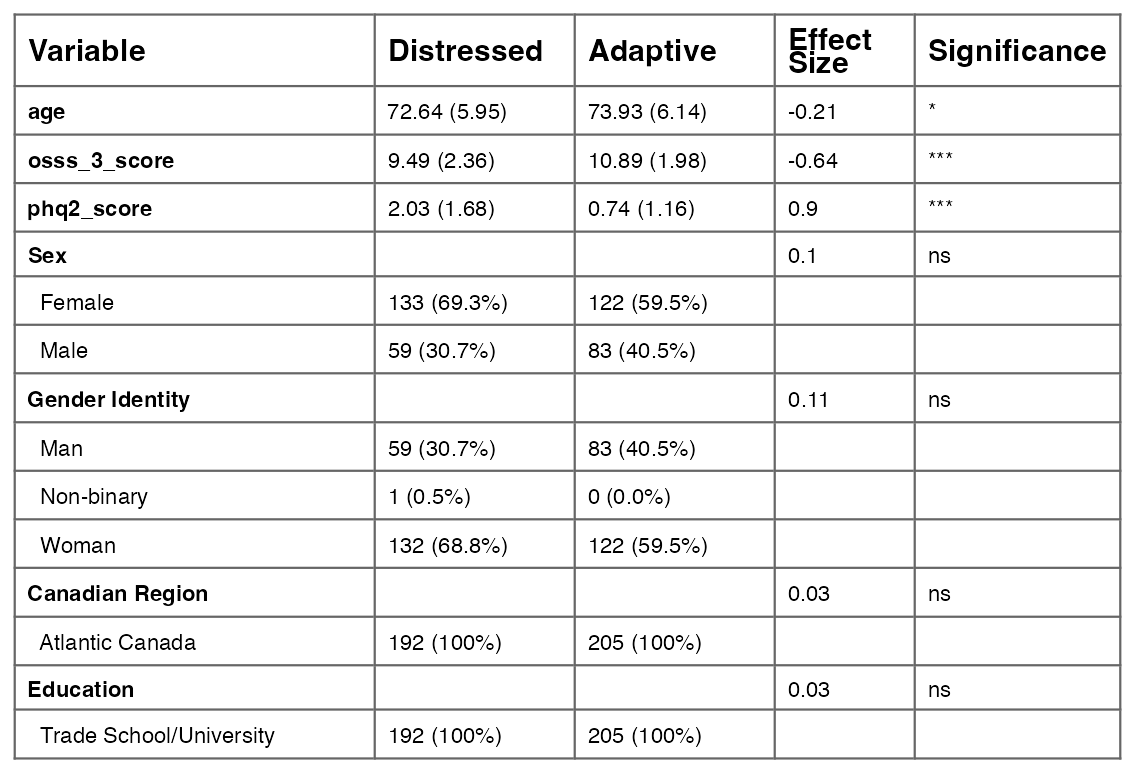 Variable Distressed Adaptive Effect Size Significance
age 72.64 (5.95) 73.93 (6.14) -0.21 *
osss_3_score 9.49 (2.36) 10.89 (1.98) -0.64 ***
phq2_score 2.03 (1.68) 0.74 (1.16) 0.9 ***
Sex 0.1 ns
Female 133 (69.3%) 122 (59.5%)
Male 59 (30.7%) 83 (40.5%)
Gender Identity 0.11 ns
Man 59 (30.7%) 83 (40.5%)
Non-binary 1 (0.5%) 0 (0.0%)
Woman 132 (68.8%) 122 (59.5%)
Canadian Region 0.03 ns
Atlantic Canada 192 (100%) 205 (100%)
Education 0.03 ns
Trade School/University 192 (100%) 205 (100%)